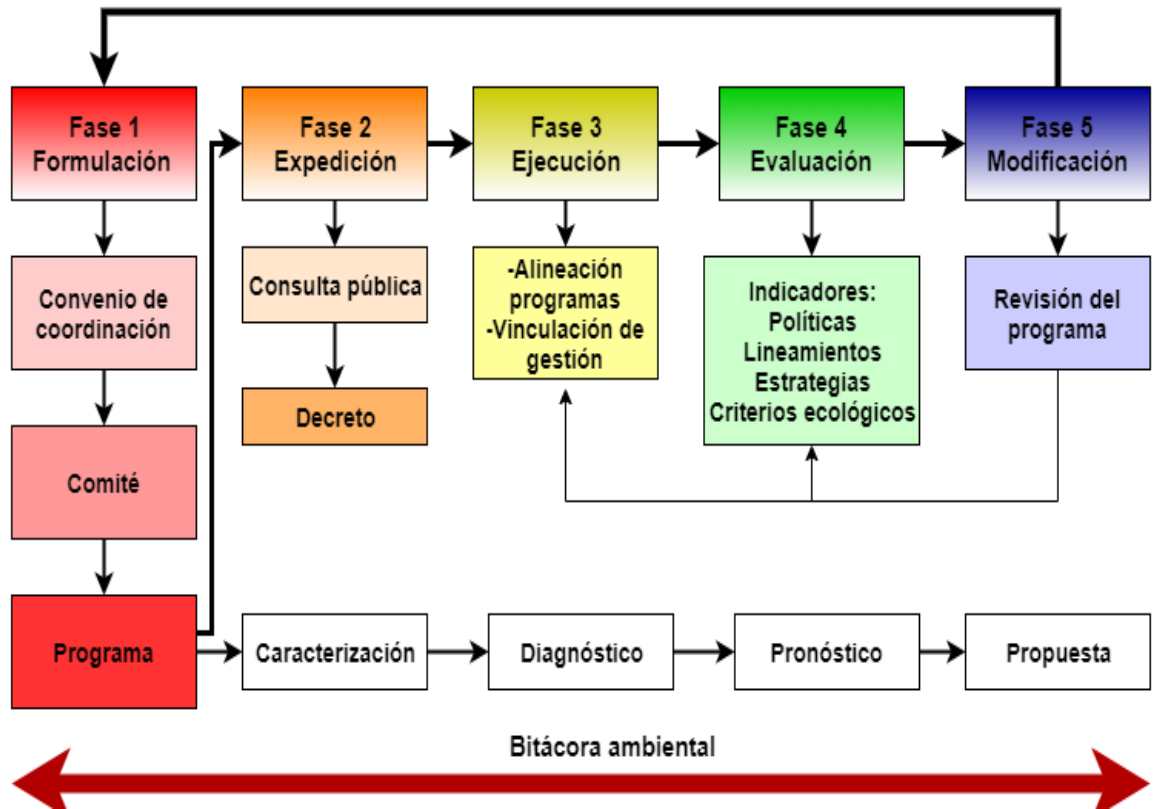 Fase 1
Formulación
Fase 2
Expedición
Fase 3
Ejecución
Fase 4
Evaluación
Fase 5
Modificación
Convenio de
coordinación
Comité
Programa
Consulta pública
Decreto
-Alineación
programas
-Vinculación de
gestión
Indicadores:
Políticas
Lineamientos
Estrategias
Criterios ecológicos
Revisión del
programa
Caracterización
Diagnóstico
Pronóstico
Propuesta
Bitácora ambiental